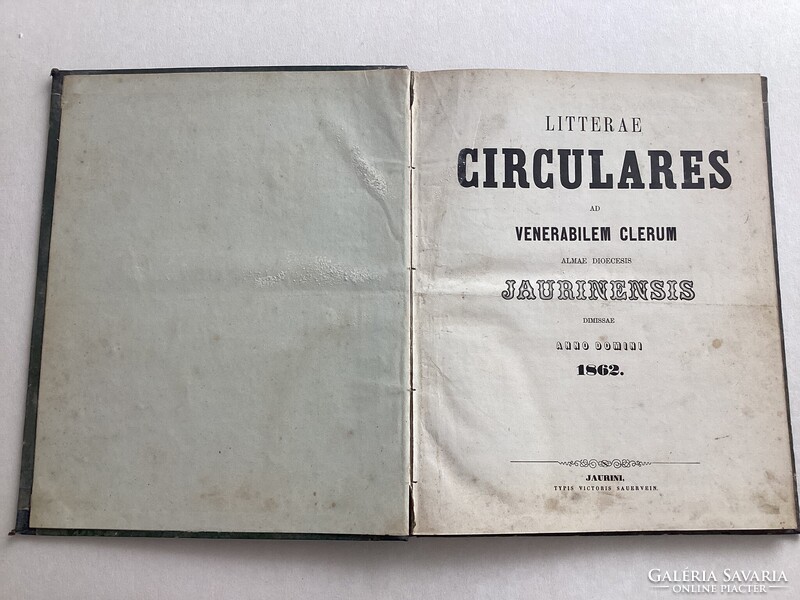 LITTERAE
CIRCULARES
AD
VENERABILEM CLERUM
ALMAE DIOECESIS
JAURINENSIS
DIMISSAE
ANNO DOMINI
1862.
JAURINI,
TYPIS VICTORIS SAUERVEIN.
GALÉRIA SAVARIA
ONLINE PIACTÉR